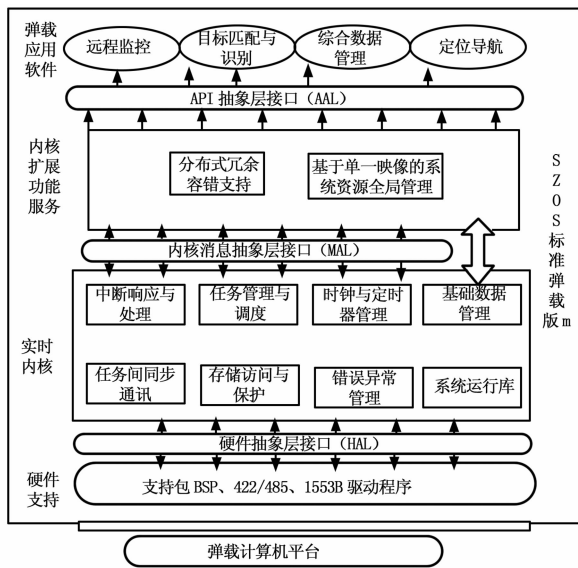 弹载
应用
软件
远程监控
目标匹配与
识别
综合数据
管理
定位导航
API 抽象层接口（AAL）
内核
扩展
功能
服务
分布式冗余
容错支持
基于单一映像的系
统资源全局管理
内核消息抽象层接口（MAL）
实时
内核
中断响应与
处理
任务管理与
调度
时钟与定时
器管理
基础数据
管理
任务间同步
通讯
存储访问与
保护
错误异常
管理
系统运行库
硬件抽象层接口（HAL）
硬件
支持
支持包 BSP、422/485、1553B 驱动程序
弹载计算机平台
SZOS标准弹载版 m